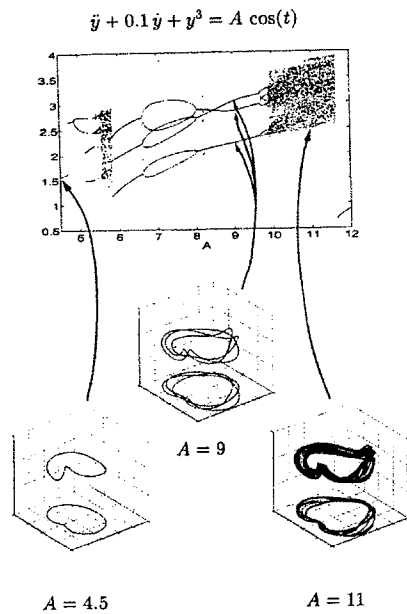 ÿ + 0.1 ẏ + y³ = A cos(t)
4
3.5
3
2.5
2
1.5
1
0.5
5 6 7 8 9 10 11 12
A
A = 9
A = 4.5
A = 11